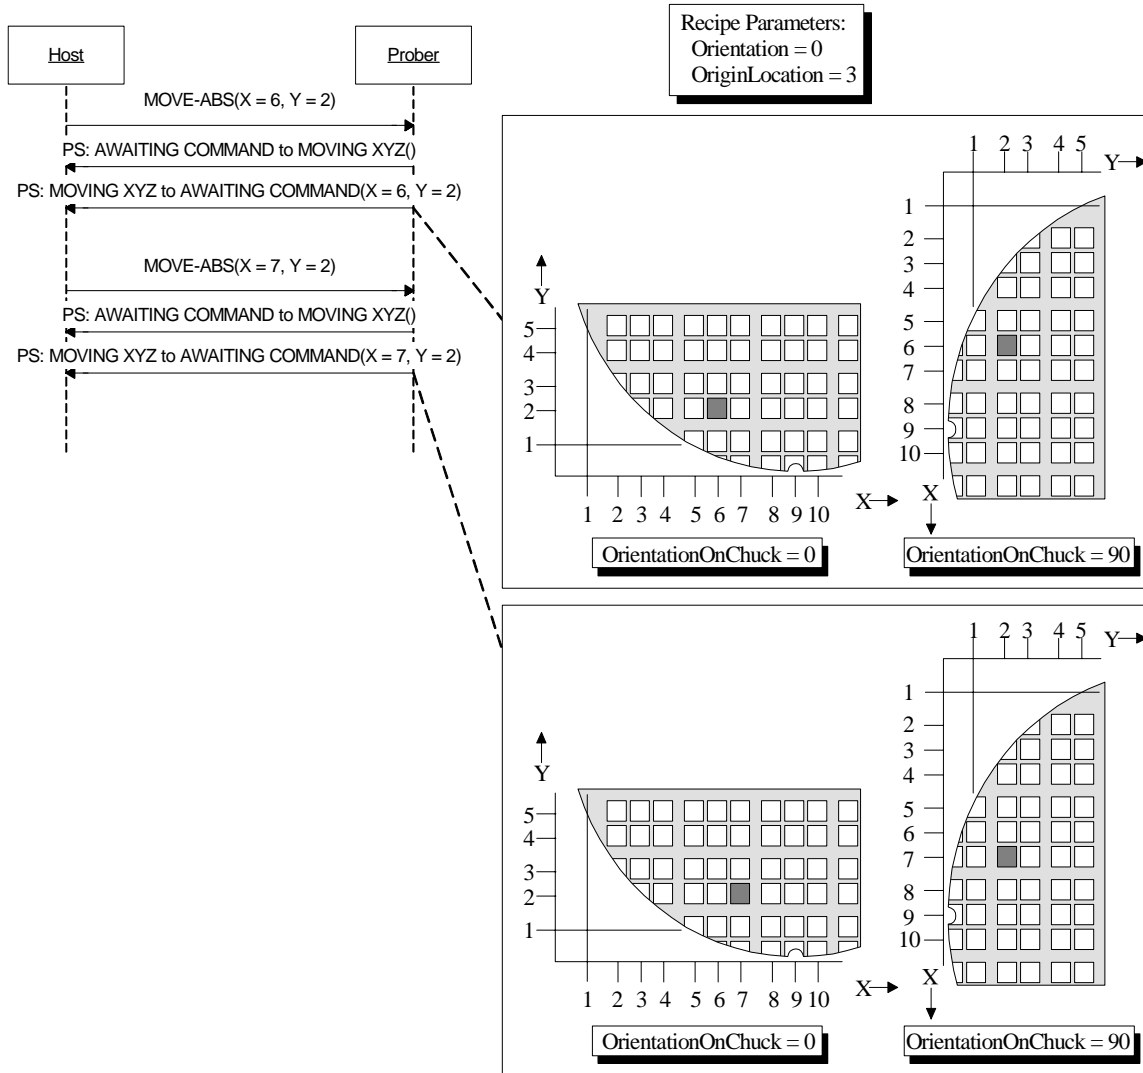 Recipe Parameters:
Orientation = 0
OriginLocation = 3
Host
Prober
MOVE-ABS(X = 6, Y = 2)
PS: AWAITING COMMAND to MOVING XYZ()
PS: MOVING XYZ to AWAITING COMMAND(X = 6, Y = 2)
MOVE-ABS(X = 7, Y = 2)
PS: AWAITING COMMAND to MOVING XYZ()
PS: MOVING XYZ to AWAITING COMMAND(X = 7, Y = 2)
Y
5
4
3
2
1
1 2 3 4 5 6 7 8 9 10
X
OrientationOnChuck = 0
1 2 3 4 5 Y
1
2
3
4
5
6
7
8
9
10
X
OrientationOnChuck = 90
Y
5
4
3
2
1
1 2 3 4 5 6 7 8 9 10
X
OrientationOnChuck = 0
1 2 3 4 5 Y
1
2
3
4
5
6
7
8
9
10
X
OrientationOnChuck = 90